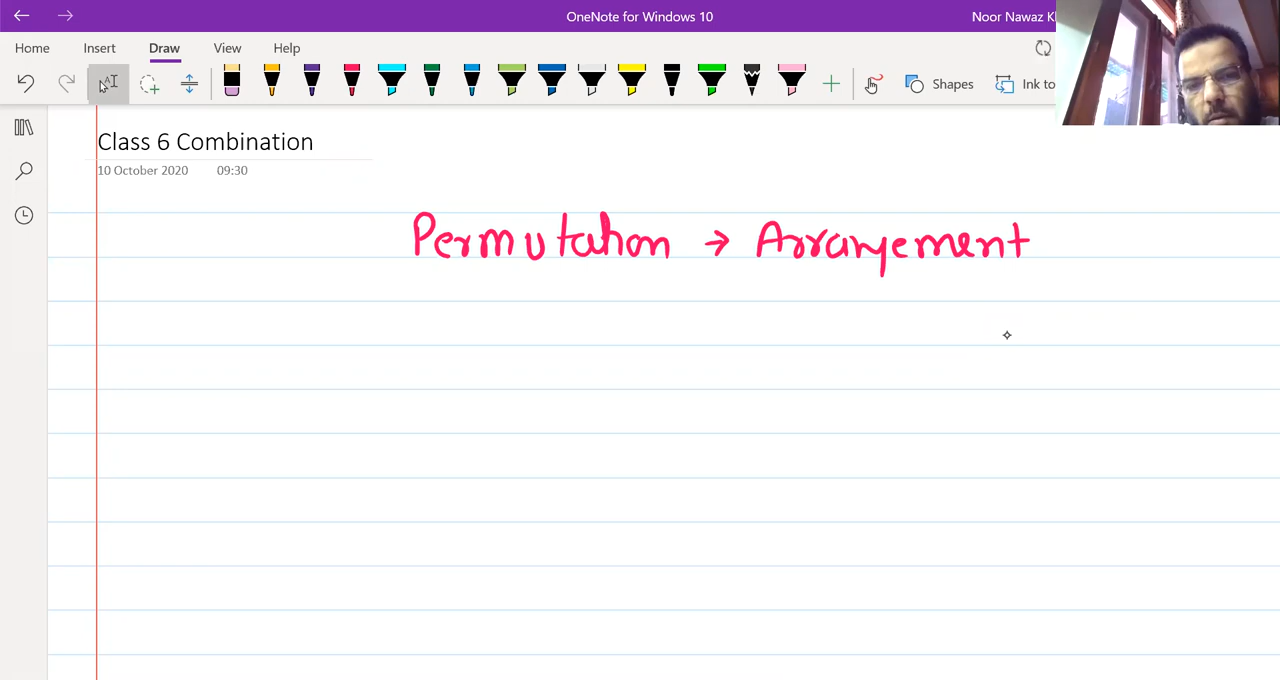 OneNote for Windows 10
Noor Nawaz
Home Insert Draw View Help
Shapes
Ink to
Class 6 Combination
10 October 2020 09:30
Permutation → Arrangement